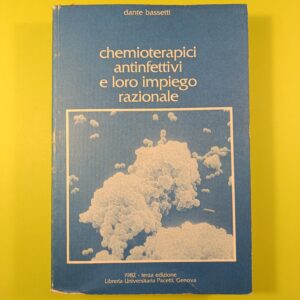 dante bassetti
chemioterapici
antinfettivi
e loro impiego
razionale
1982 - terza edizione
Libreria Universitaria Pacetti, Genova